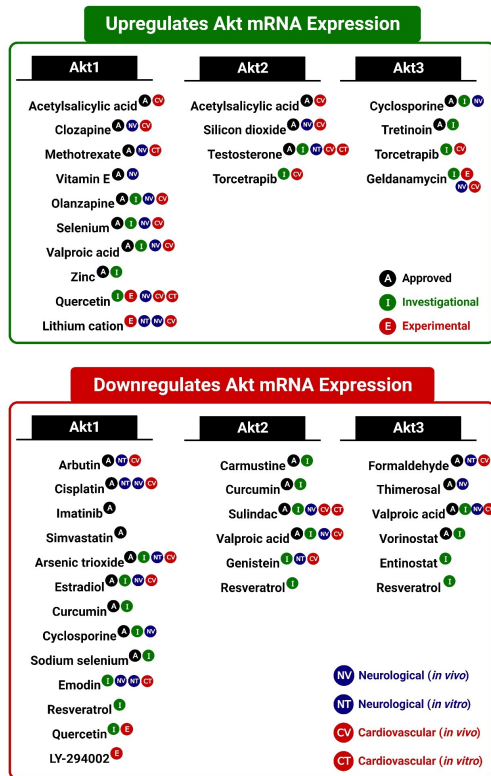 Upregulates Akt mRNA Expression
Akt1
Acetylsalicylic acid A CV
Clozapine A NV CV
Methotrexate A NV CT
Vitamin E A NV
Olanzapine A I NV CV
Selenium A I NV CV
Valproic acid A I NV CV
Zinc A I
Quercetin I E NV CV CT
Lithium cation E NT NV CV
Akt2
Acetylsalicylic acid A CV
Silicon dioxide A NV CV
Testosterone A I NT CV CT
Torcetrapib I CV
Akt3
Cyclosporine A I NV
Tretinoin A I
Torcetrapib I CV
Geldanamycin I E
NV CV
A Approved
I Investigational
E Experimental
Downregulates Akt mRNA Expression
Akt1
Arbutin A NT CV
Cisplatin A NT NV CV
Imatinib A
Simvastatin A
Arsenic trioxide A I NT CV
Estradiol A I NV CV
Curcumin A I
Cyclosporine A I NV
Sodium selenium A I
Emodin I NV NT CT
Resveratrol I
Quercetin I E
LY-294002 E
Akt2
Carmustine A I
Curcumin A I
Sulindac A I NV CV CT
Valproic acid A I NV CV
Genistein I NT CV
Resveratrol I
Akt3
Formaldehyde A NT CV
Thimerosal A NV
Valproic acid A I NV CV
Vorinostat A I
Entinostat I
Resveratrol I
NV Neurological (in vivo)
NT Neurological (in vitro)
CV Cardiovascular (in vivo)
CT Cardiovascular (in vitro)